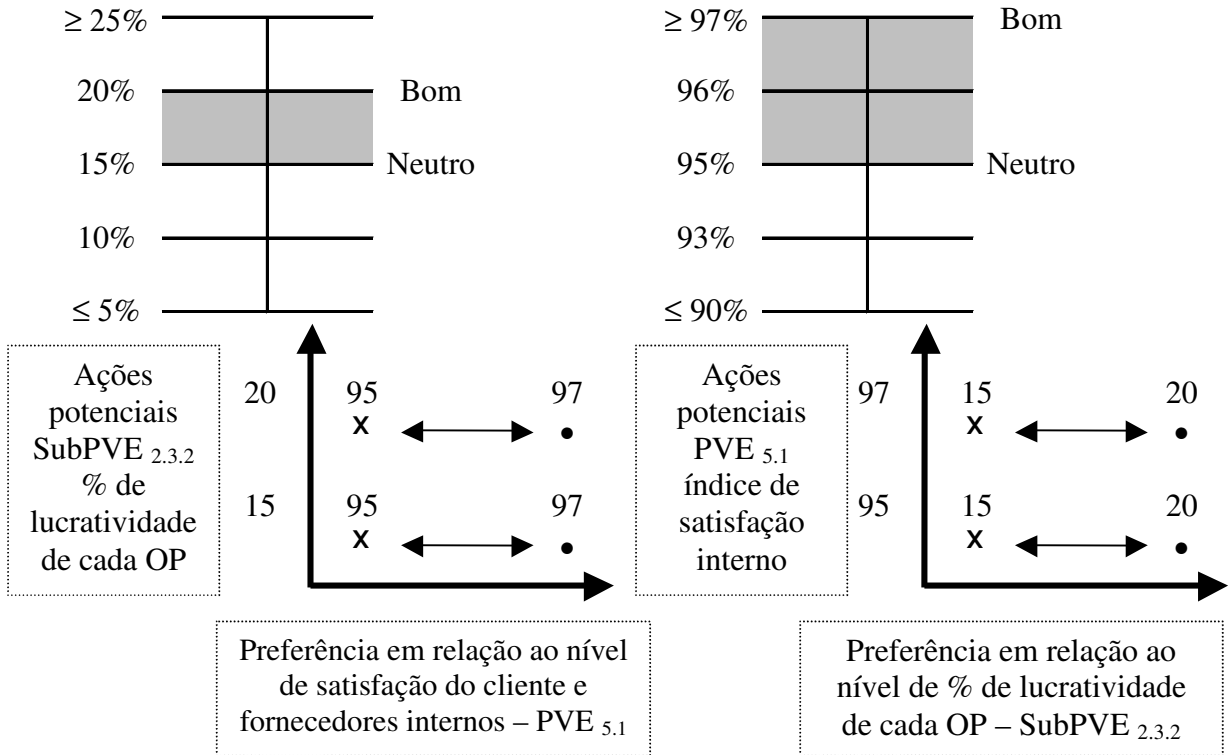 ≥ 25%
20%
Bom
15%
Neutro
10%
≤ 5%
≥ 97%
Bom
96%
95%
Neutro
93%
≤ 90%
Ações
potenciais
SubPVE 2.3.2
% de
lucratividade
de cada OP
20
95
97
x
•
15
95
97
x
•
Preferência em relação ao nível
de satisfação do cliente e
fornecedores internos – PVE 5.1
Ações
potenciais
PVE 5.1
índice de
satisfação
interno
97
15
20
x
•
95
15
20
x
•
Preferência em relação ao
nível de % de lucratividade
de cada OP – SubPVE 2.3.2